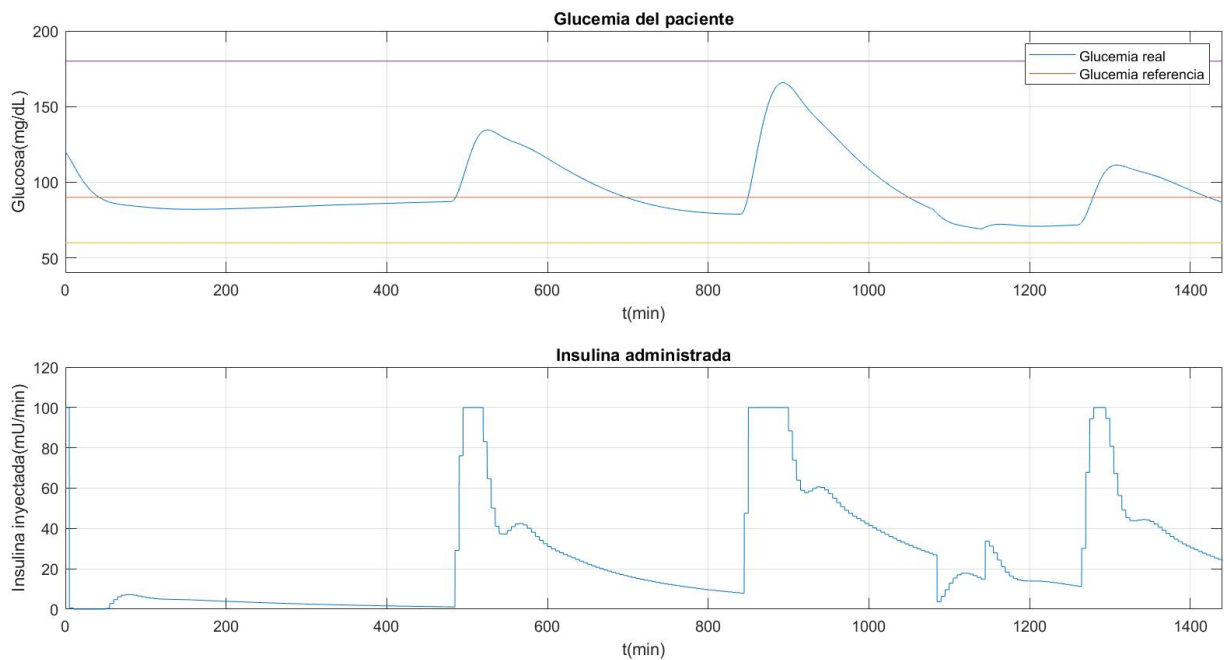 Glucemia del paciente
200
150
100
50
Glucosa(mg/dL)
Glucemia real
Glucemia referencia
0 200 400 600 800 1000 1200 1400
t(min)
Insulina administrada
120
100
80
60
40
20
0
Insulina inyectada(mU/min)
0 200 400 600 800 1000 1200 1400
t(min)